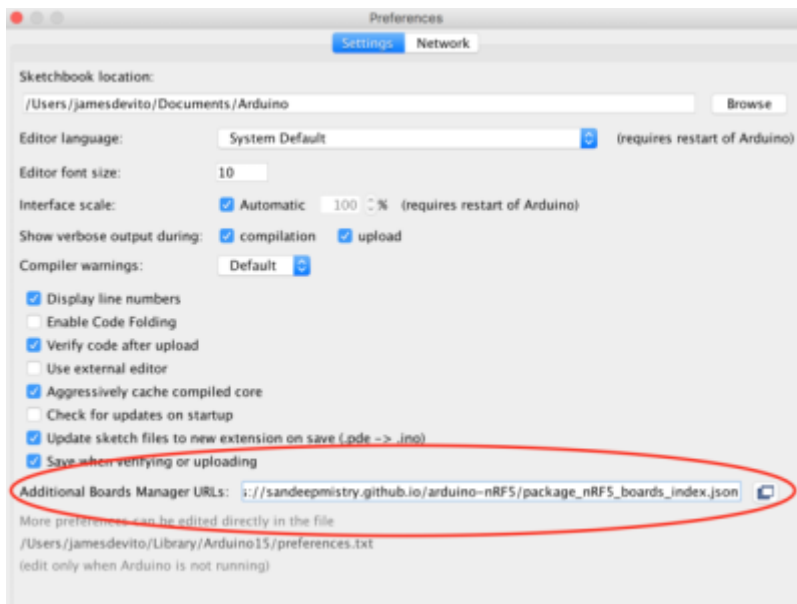 Preferences
Settings Network
Sketchbook location:
/Users/jamesdevito/Documents/Arduino Browse
Editor language: System Default (requires restart of Arduino)
Editor font size: 10
Interface scale: Automatic 100 % (requires restart of Arduino)
Show verbose output during: compilation upload
Compiler warnings: Default
Display line numbers
Enable Code Folding
Verify code after upload
Use external editor
Aggressively cache compiled core
Check for updates on startup
Update sketch files to new extension on save (.pde -> .ino)
Save when verifying or uploading
Additional Boards Manager URLs: s://sandeepmistry.github.io/arduino-nRF5/package_nRF5_boards_index.json
More preferences can be edited directly in the file
/Users/jamesdevito/Library/Arduino15/preferences.txt
(edit only when Arduino is not running)